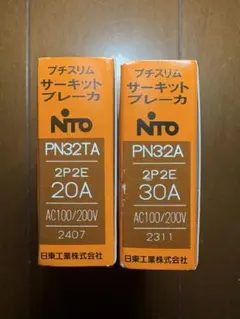 プチスリム
サーキット
ブレーカ
NITO
PN32TA
2P2E
20A
AC100/200V
2407
日東工業株式会社
プチスリム
サーキット
ブレーカ
NITO
PN32A
2P2E
30A
AC100/200V
2311
日東工業株式会社